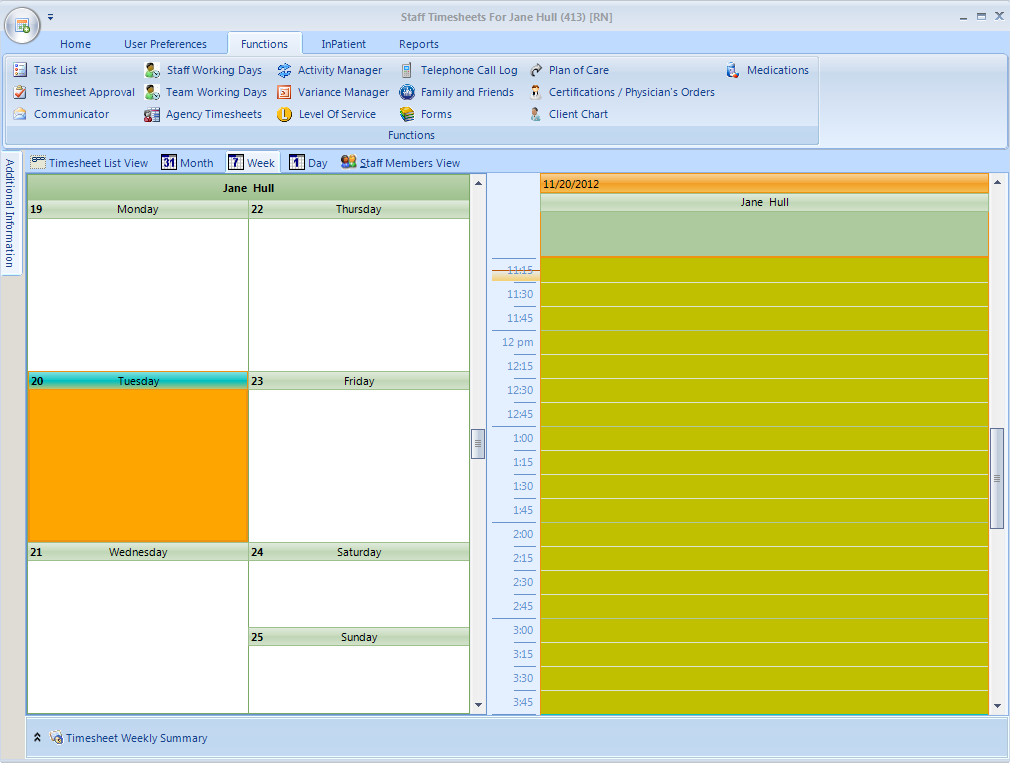 Staff Timesheets For Jane Hull (413) [RN]
Home User Preferences Functions InPatient Reports
Task List Staff Working Days Activity Manager Telephone Call Log Plan of Care Medications
Timesheet Approval Team Working Days Variance Manager Family and Friends Certifications / Physician's Orders
Communicator Agency Timesheets Level Of Service Forms Client Chart
Functions
Additional Information
Timesheet List View 31 Month 7 Week 1 Day Staff Members View
Jane Hull
19 Monday 22 Thursday
20 Tuesday 23 Friday
21 Wednesday 24 Saturday
25 Sunday
11/20/2012
Jane Hull
11:15
11:30
11:45
12 pm
12:15
12:30
12:45
1:00
1:15
1:30
1:45
2:00
2:15
2:30
2:45
3:00
3:15
3:30
3:45
Timesheet Weekly Summary